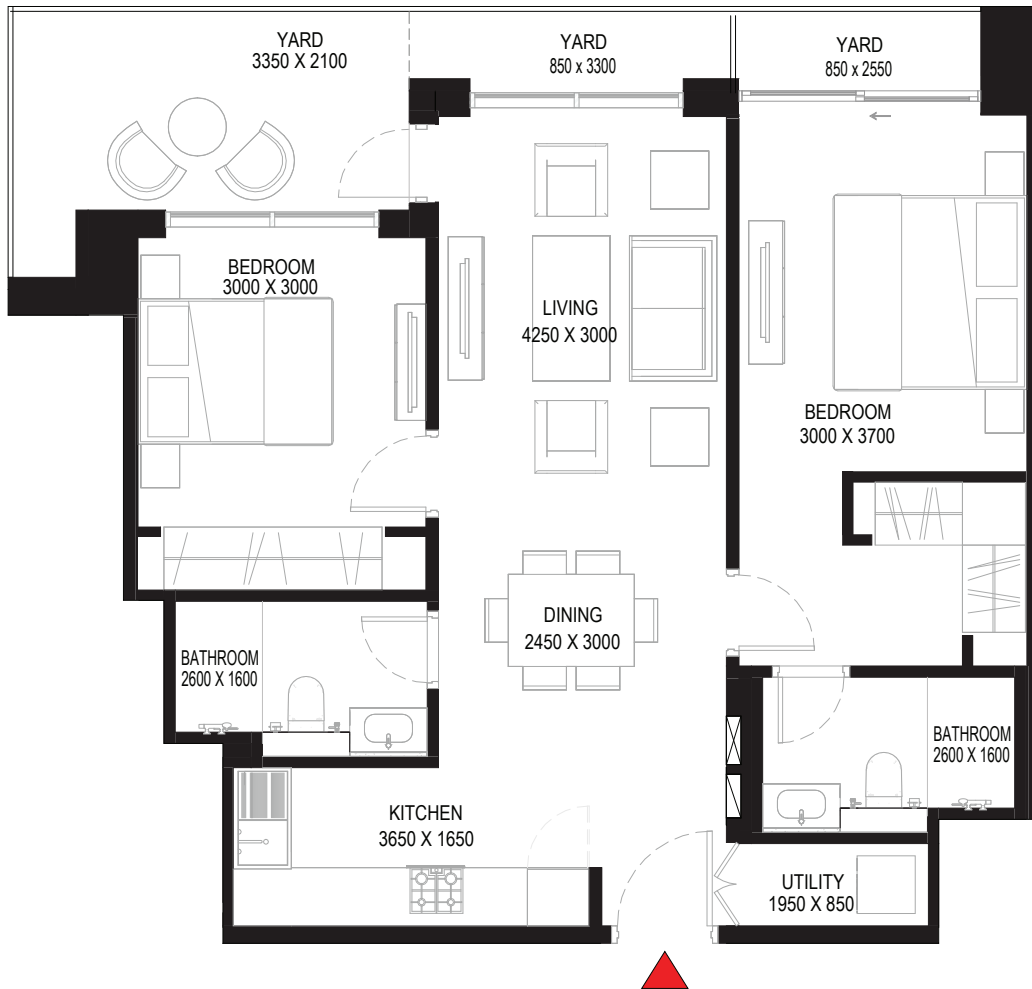 YARD
3350 X 2100
YARD
850 x 3300
YARD
850 x 2550
BEDROOM
3000 X 3000
LIVING
4250 X 3000
BEDROOM
3000 X 3700
DINING
2450 X 3000
BATHROOM
2600 X 1600
BATHROOM
2600 X 1600
KITCHEN
3650 X 1650
UTILITY
1950 X 850